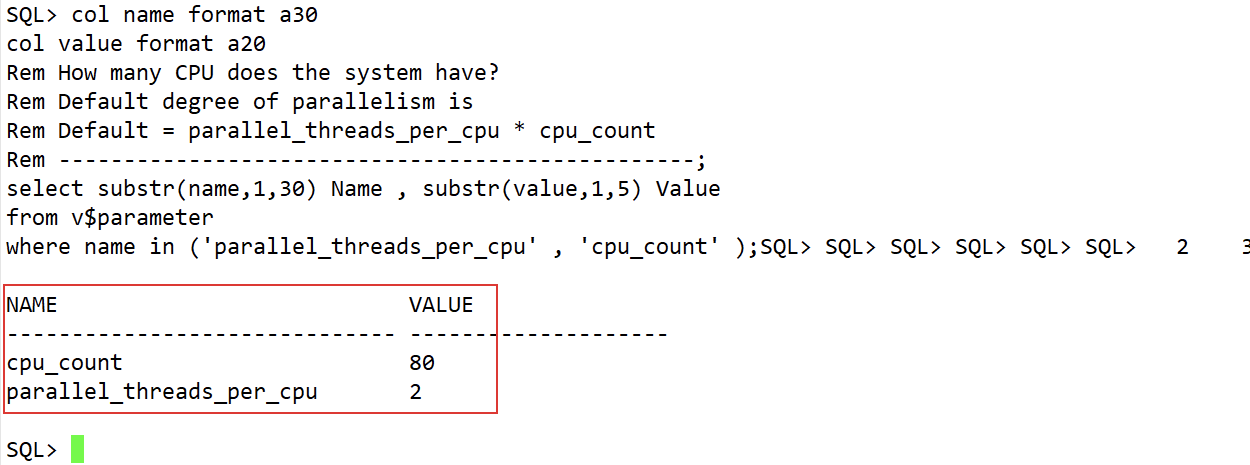 SQL> col name format a30
col value format a20
Rem How many CPU does the system have?
Rem Default degree of parallelism is
Rem Default = parallel_threads_per_cpu * cpu_count
Rem -------------------------------------------------;
select substr(name,1,30) Name , substr(value,1,5) Value
from v$parameter
where name in ('parallel_threads_per_cpu' , 'cpu_count' );SQL> SQL> SQL> SQL> SQL> SQL>   2    3
NAME                           VALUE
------------------------------ --------------------
cpu_count                      80
parallel_threads_per_cpu       2
SQL>